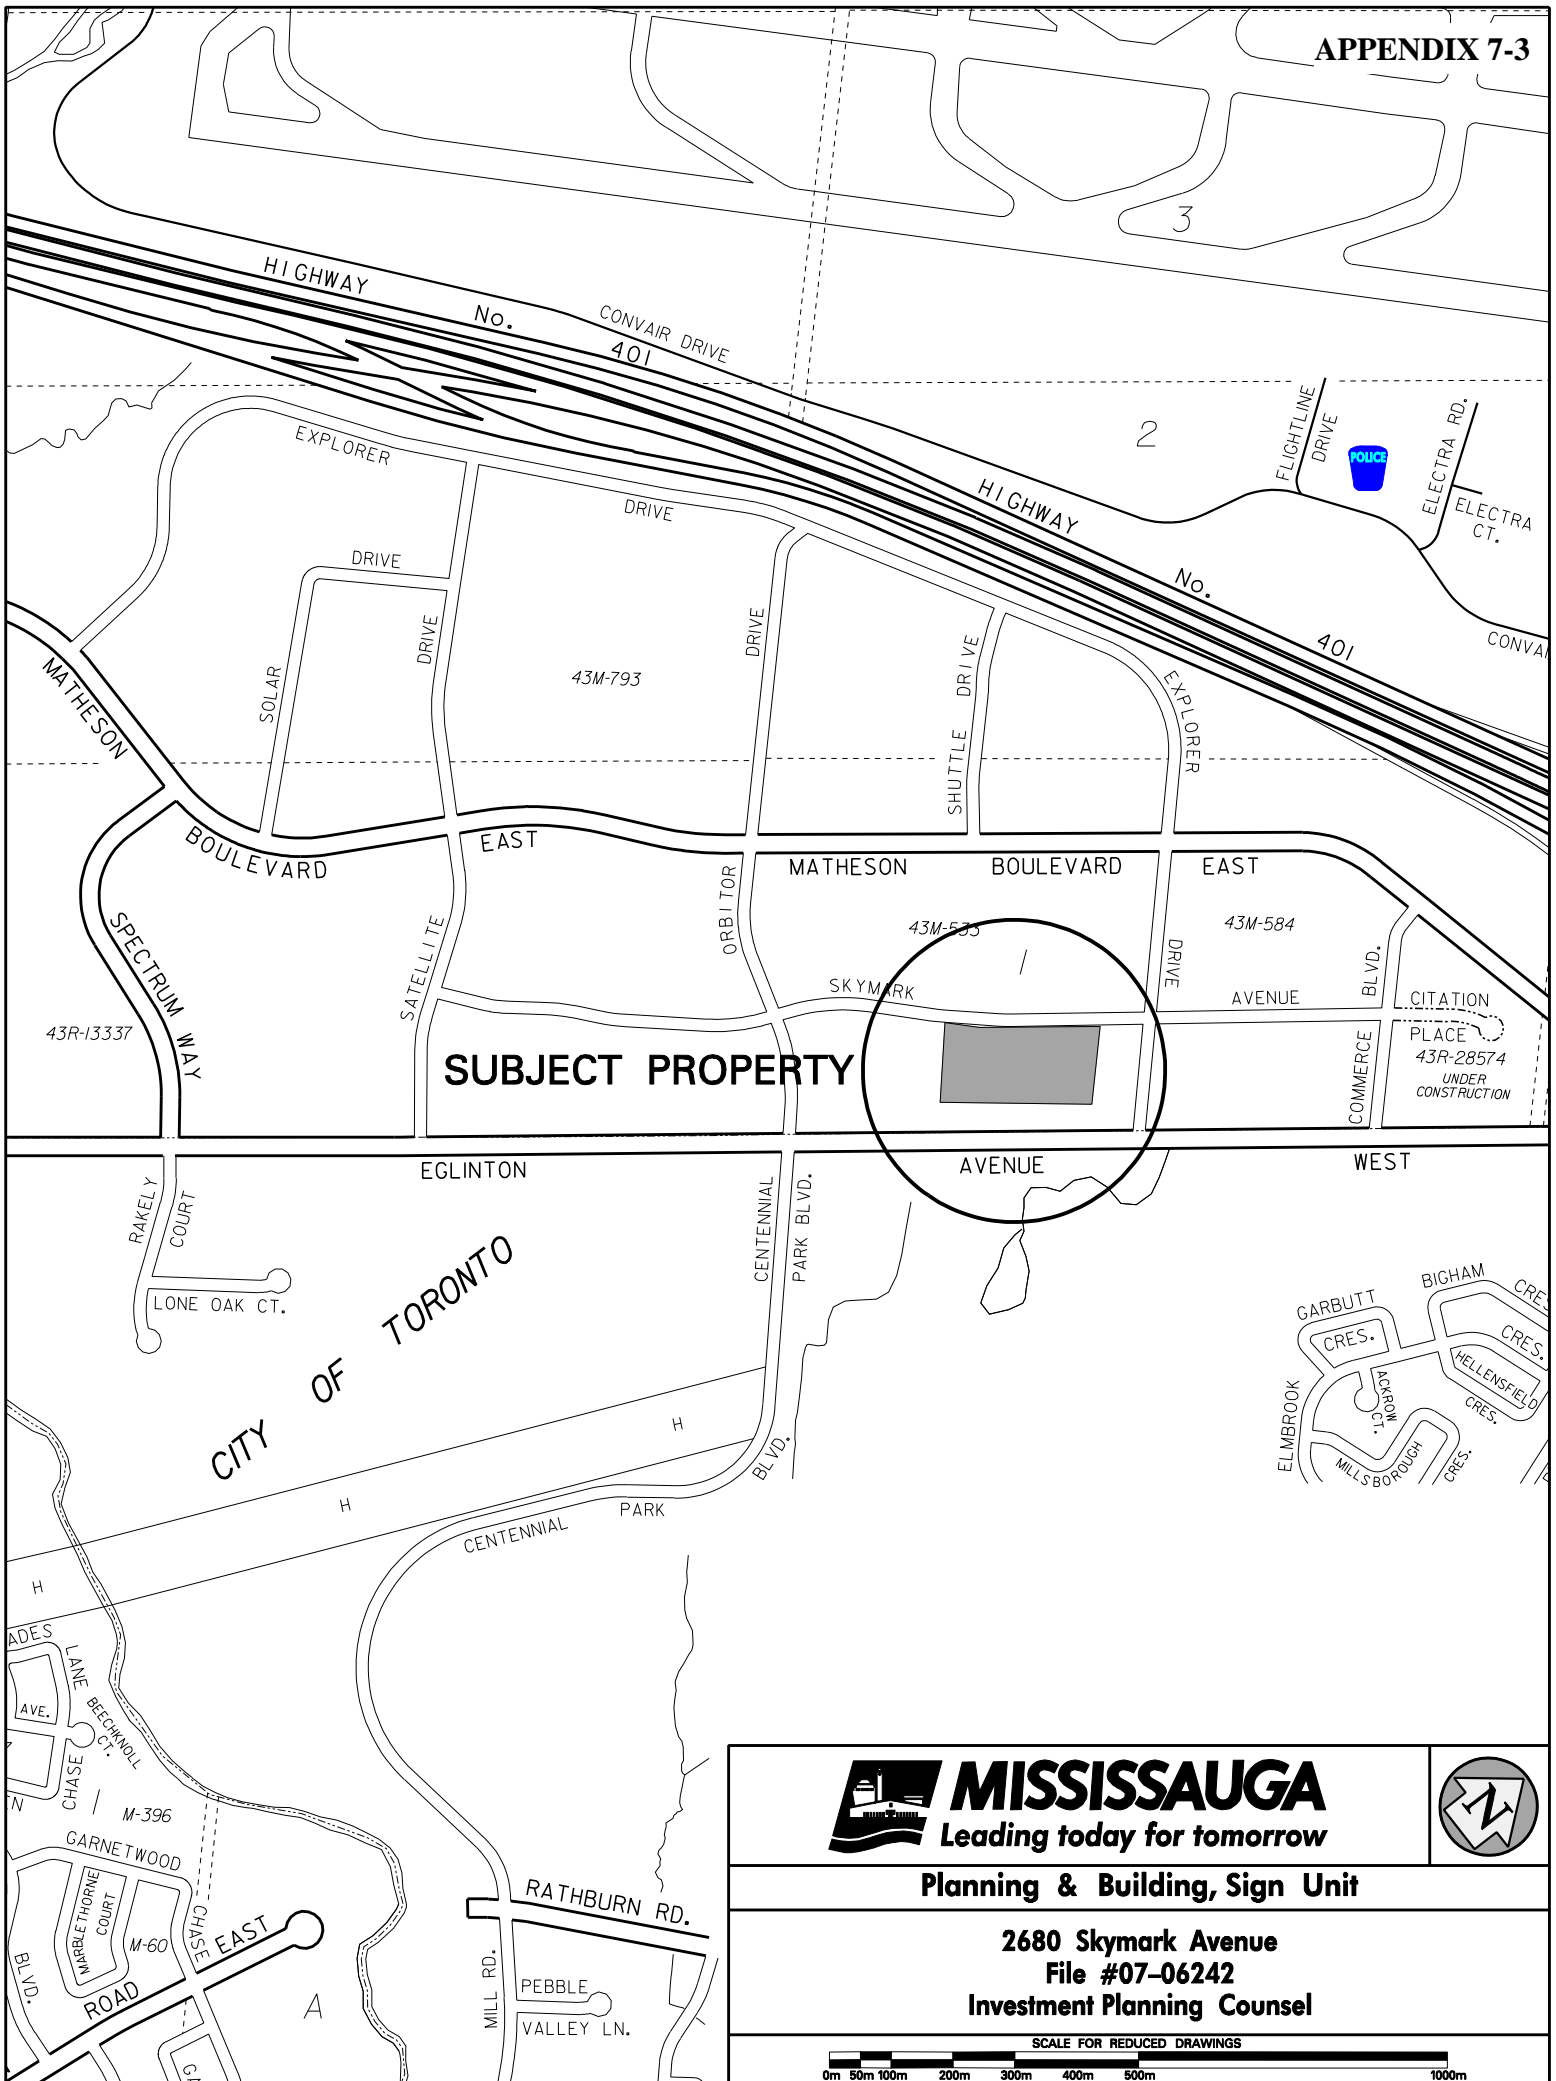 APPENDIX 7-3
3
HIGHWAY
No.
401
CONVAIR DRIVE
2
FLIGHTLINE
DRIVE
POLICE
ELECTRA RD.
ELECTRA
CT.
EXPLORER
DRIVE
HIGHWAY
No.
401
CONVAI
DRIVE
SOLAR
DRIVE
43M-793
DRIVE
SHUTTLE DRIVE
EXPLORER
MATHESON
BOULEVARD
EAST
MATHESON
BOULEVARD
EAST
SPECTRUM WAY
43R-13337
SATELLITE
ORBITOR
43M-533
43M-584
SKYMARK
DRIVE
AVENUE
BLVD.
CITATION
PLACE
43R-28574
UNDER
CONSTRUCTION
COMMERCE
SUBJECT PROPERTY
EGLINTON
AVENUE
WEST
RAKELY
COURT
LONE OAK CT.
CENTENNIAL
PARK BLVD.
CITY OF TORONTO
GARBUTT
CRES.
BIGHAM
CRES.
CRES.
HELLENSFIELD
CRES.
ACKROW
CT.
ELMBROOK
MILLSBOROUGH
CRES.
H
H
H
BLVD.
PARK
CENTENNIAL
ADES
LANE
AVE.
BEECHKNOLL
CT.
CHASE
EN
M-396
GARNETWOOD
MARBLETHORNE
COURT
M-60
CHASE
EAST
ROAD
BLVD.
GA
A
RATHBURN RD.
MILL RD.
PEBBLE
VALLEY LN.
MISSISSAUGA
Leading today for tomorrow
N
Planning & Building, Sign Unit
2680 Skymark Avenue
File #07-06242
Investment Planning Counsel
SCALE FOR REDUCED DRAWINGS
0m 50m 100m 200m 300m 400m 500m 1000m